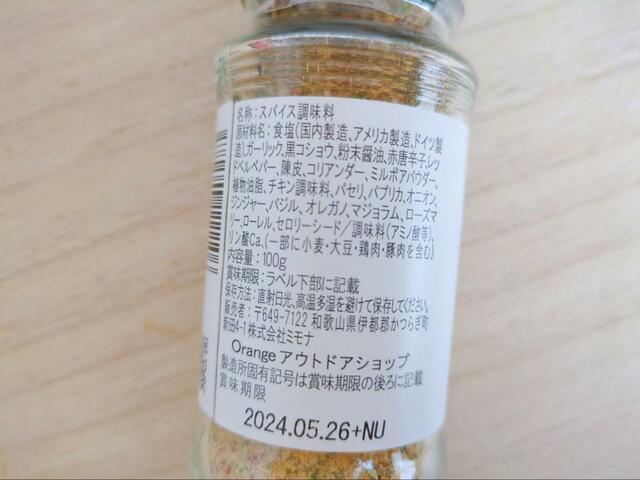 名称:スパイス調味料
原材料名:食塩(国内製造、アメリカ製造、ドイツ製
造)、ガーリック、黒コショウ、粉末醤油、赤唐辛子、レッ
ドベルペパー、陳皮、コリアンダー、ミルポアパウダー、
植物油脂、チキン調味料、パセリ、パプリカ、オニオン、
ジンジャー、バジル、オレガノ、マジョラム、ローズマ
リー、ローレル、セロリーシード/調味料(アミノ酸等)、
リン酸Ca、(一部に小麦・大豆・鶏肉・豚肉を含む)
内容量:100g
賞味期限:ラベル下部に記載
保存方法:直射日光、高温多湿を避けて保存してください。
販売者:〒649-7122 和歌山県伊都郡かつらぎ町
新田4-1 株式会社ミモナ
Orange アウトドアショップ
製造所固有記号は賞味期限の後ろに記載
賞味期限
2024.05.26+NU